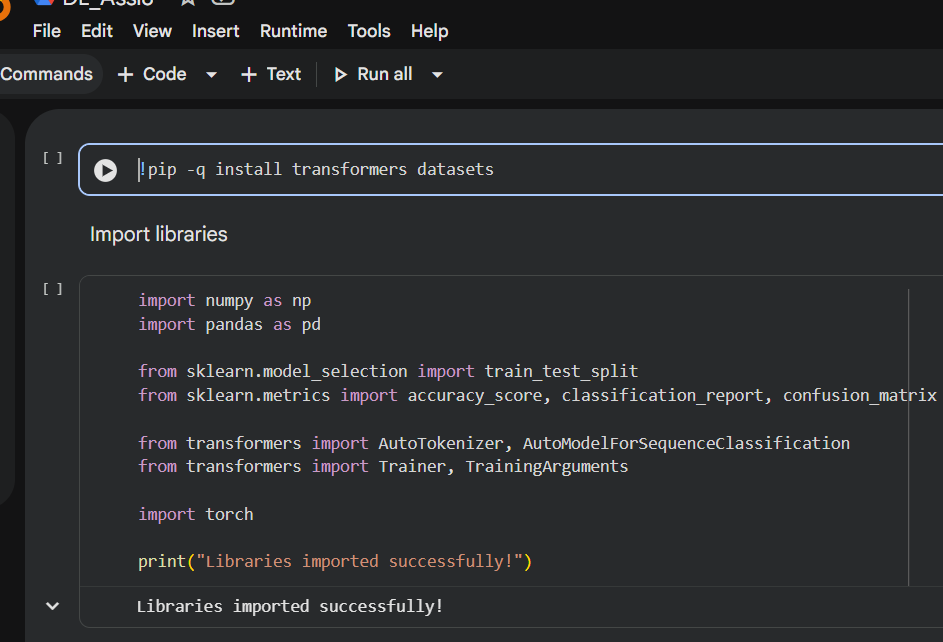 File Edit View Insert Runtime Tools Help
Commands + Code + Text Run all
[ ] !pip -q install transformers datasets
Import libraries
[ ] import numpy as np
import pandas as pd
from sklearn.model_selection import train_test_split
from sklearn.metrics import accuracy_score, classification_report, confusion_matrix
from transformers import AutoTokenizer, AutoModelForSequenceClassification
from transformers import Trainer, TrainingArguments
import torch
print("Libraries imported successfully!")
Libraries imported successfully!